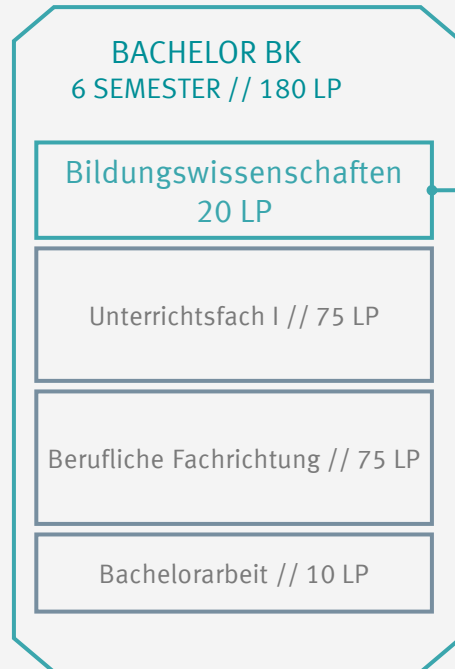 BACHELOR BK
6 SEMESTER // 180 LP
Bildungswissenschaften
20 LP
Unterrichtsfach I // 75 LP
Berufliche Fachrichtung // 75 LP
Bachelorarbeit // 10 LP